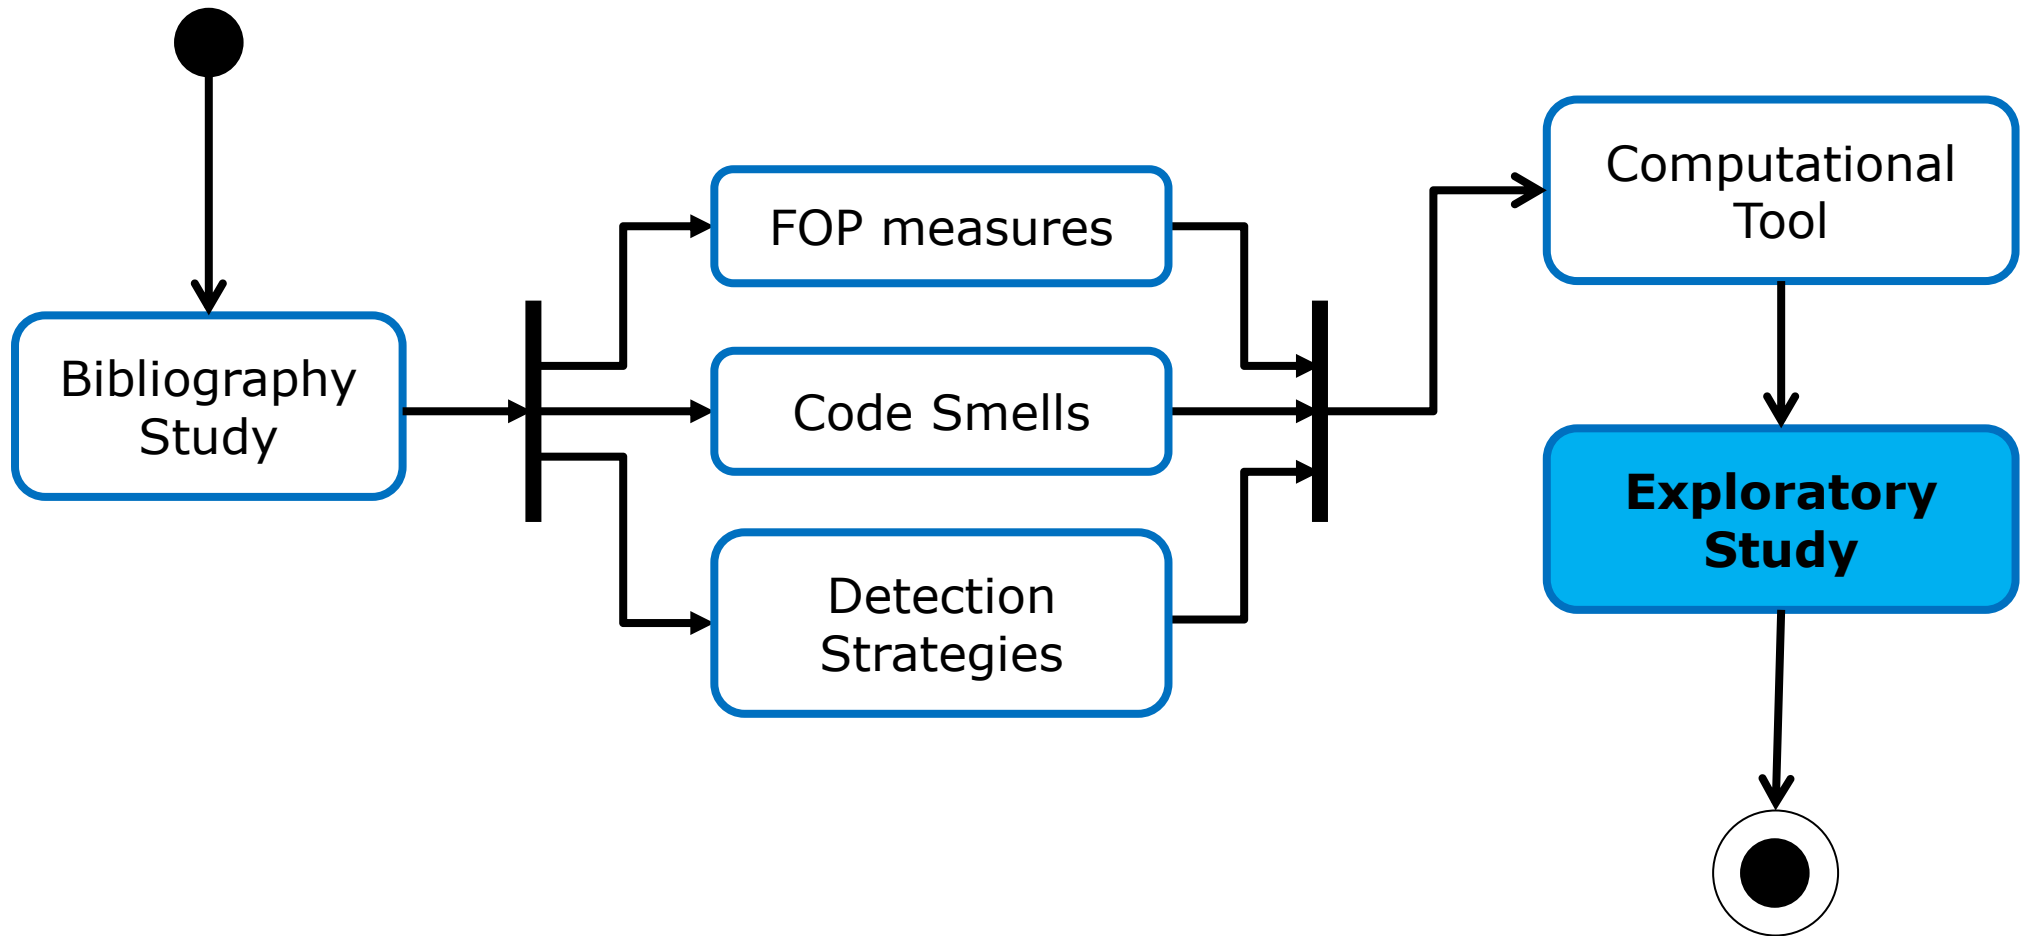 Bibliography
Study
FOP measures
Code Smells
Detection
Strategies
Computational
Tool
Exploratory
Study